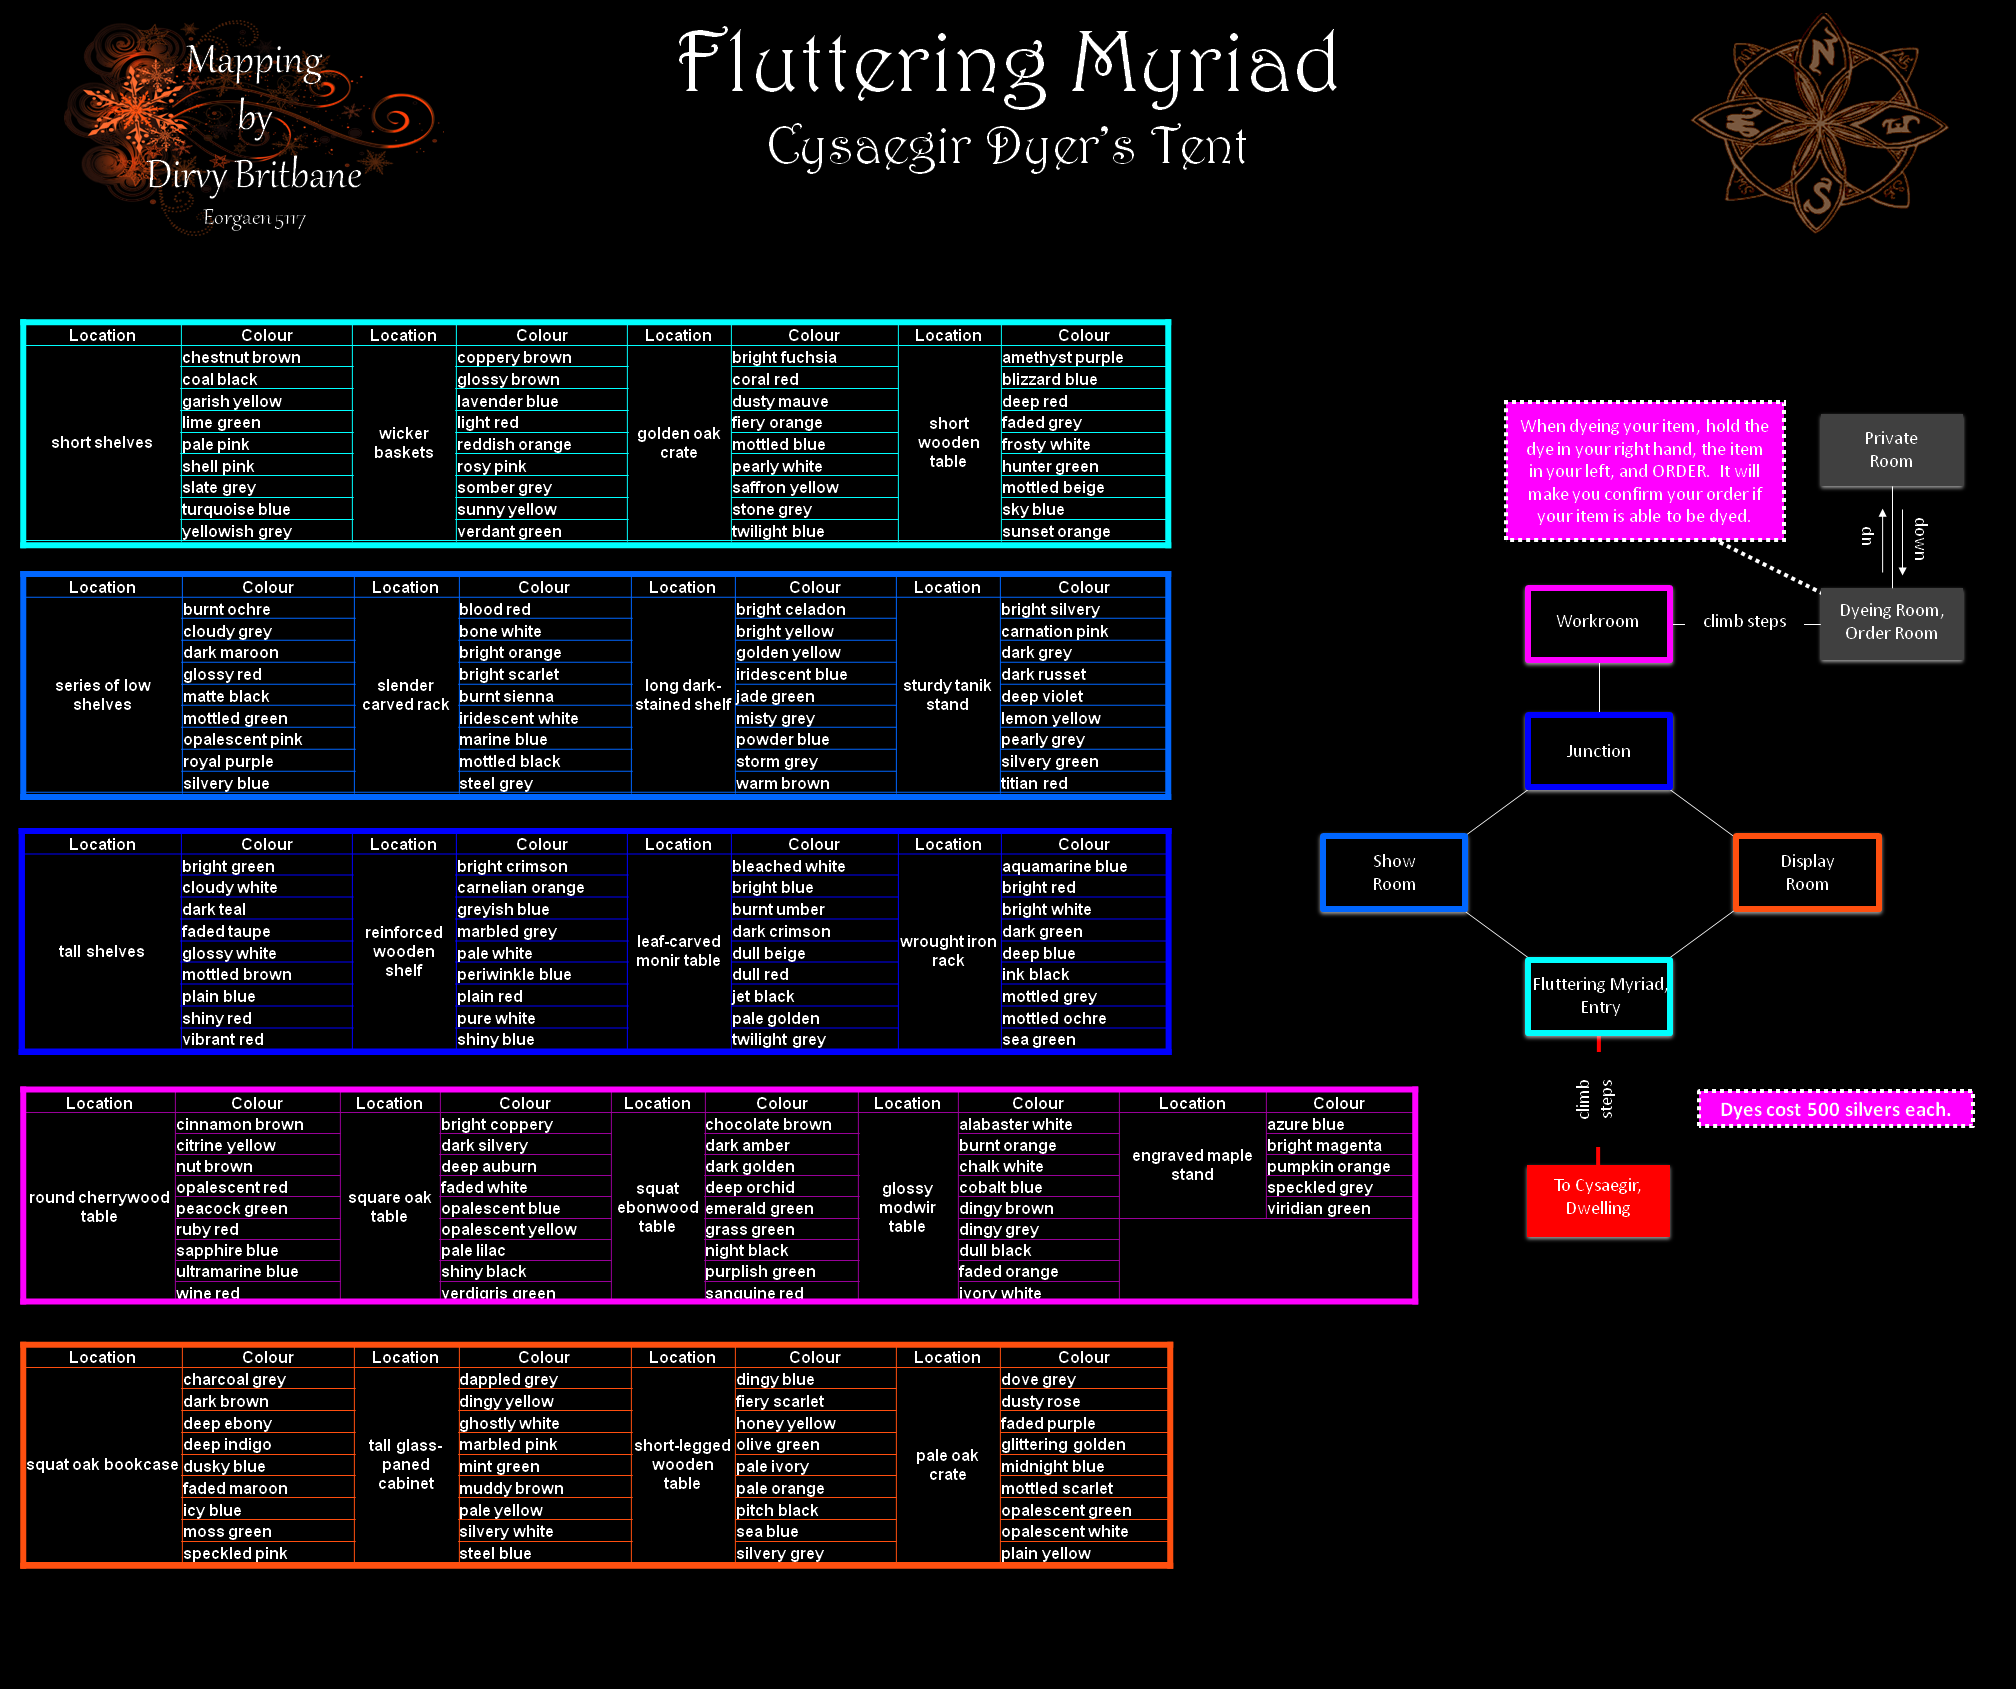 Mapping
by
Dirvy Britbane
Eorgaen 5117
Fluttering Myriad
Cysaegir Dyer's Tent
N
E
S
W
Location Colour Location Colour Location Colour Location Colour
short shelves
wicker baskets
golden oak crate
short wooden table
chestnut brown coppery brown bright fuchsia amethyst purple
coal black glossy brown coral red blizzard blue
garish yellow lavender blue dusty mauve deep red
lime green light red fiery orange faded grey
pale pink reddish orange mottled blue frosty white
shell pink rosy pink pearly white hunter green
slate grey somber grey saffron yellow mottled beige
turquoise blue sunny yellow stone grey sky blue
yellowish grey verdant green twilight blue sunset orange
Location Colour Location Colour Location Colour Location Colour
series of low shelves
slender carved rack
long dark-stained shelf
sturdy tanik stand
burnt ochre blood red bright celadon bright silvery
cloudy grey bone white bright yellow carnation pink
dark maroon bright orange golden yellow dark grey
glossy red bright scarlet iridescent blue dark russet
matte black burnt sienna jade green deep violet
mottled green iridescent white misty grey lemon yellow
opalescent pink marine blue powder blue pearly grey
royal purple mottled black storm grey silvery green
silvery blue steel grey warm brown titian red
Location Colour Location Colour Location Colour Location Colour
tall shelves
reinforced wooden shelf
leaf-carved monir table
wrought iron rack
bright green bright crimson bleached white aquamarine blue
cloudy white carnelian orange bright blue bright red
dark teal greyish blue burnt umber bright white
faded taupe marbled grey dark crimson dark green
glossy white pale white dull beige deep blue
mottled brown periwinkle blue dull red ink black
plain blue plain red jet black mottled grey
shiny red pure white pale golden mottled ochre
vibrant red shiny blue twilight grey sea green
Location Colour Location Colour Location Colour Location Colour Location Colour
round cherrywood table
square oak table
squat ebonwood table
glossy modwir table
engraved maple stand
cinnamon brown bright coppery chocolate brown alabaster white azure blue
citrine yellow dark silvery dark amber burnt orange bright magenta
nut brown deep auburn dark golden chalk white pumpkin orange
opalescent red faded white deep orchid cobalt blue speckled grey
peacock green opalescent blue emerald green dingy brown viridian green
ruby red opalescent yellow grass green dingy grey
sapphire blue pale lilac night black dull black
ultramarine blue shiny black purplish green faded orange
wine red verdigris green sanguine red ivory white
Location Colour Location Colour Location Colour Location Colour
squat oak bookcase
tall glass-paned cabinet
short-legged wooden table
pale oak crate
charcoal grey dappled grey dingy blue dove grey
dark brown dingy yellow fiery scarlet dusty rose
deep ebony ghostly white honey yellow faded purple
deep indigo marbled pink olive green glittering golden
dusky blue mint green pale ivory midnight blue
faded maroon muddy brown pale orange mottled scarlet
icy blue pale yellow pitch black opalescent green
moss green silvery white sea blue opalescent white
speckled pink steel blue silvery grey plain yellow
When dyeing your item, hold the
dye in your right hand, the item
in your left, and ORDER. It will
make you confirm your order if
your item is able to be dyed.
Private
Room
up
down
Workroom
climb steps
Dyeing Room,
Order Room
Junction
Show
Room
Display
Room
Fluttering Myriad,
Entry
climb
steps
Dyes cost 500 silvers each.
To Cysaegir,
Dwelling